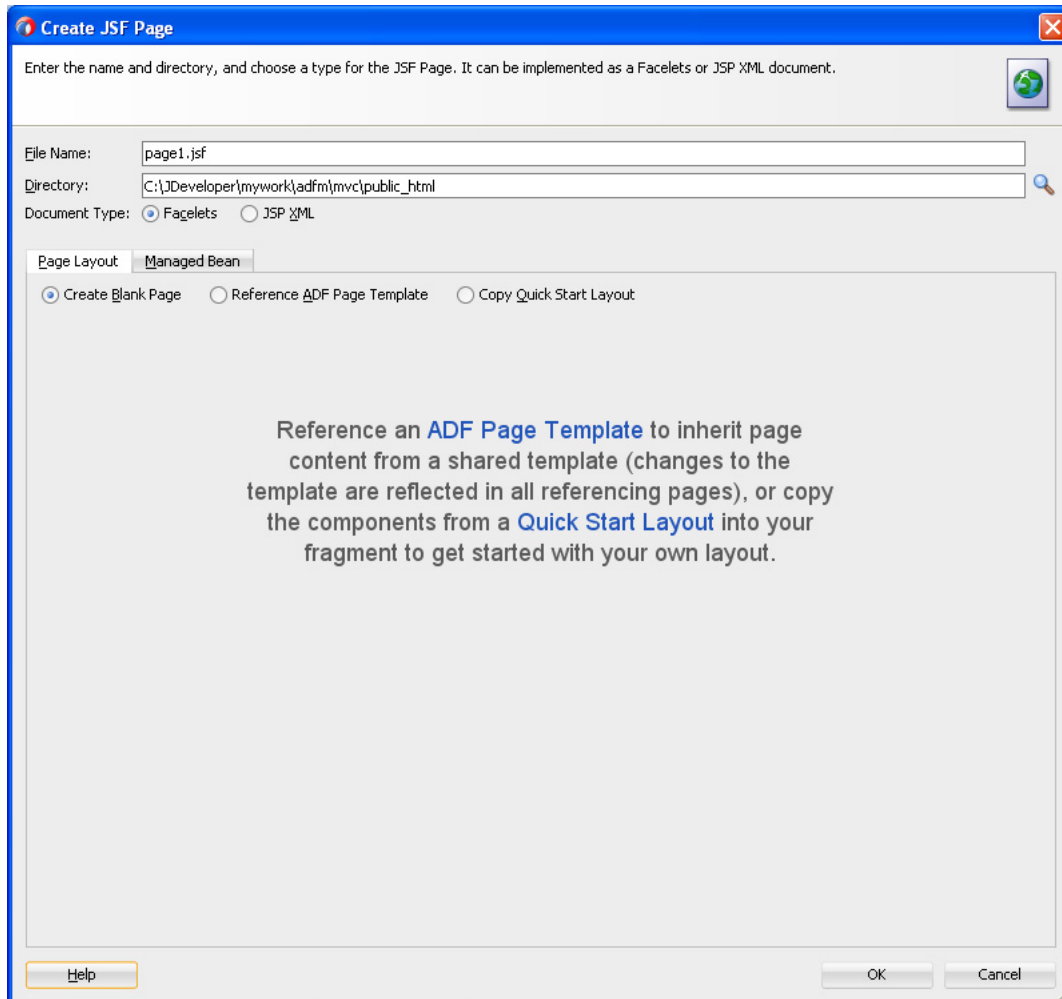 Create JSF Page
Enter the name and directory, and choose a type for the JSF Page. It can be implemented as a Facelets or JSP XML document.
File Name: page1.jsf
Directory: C:\JDeveloper\mywork\adfm\mvc\public_html
Document Type: Facelets JSP XML
Page Layout Managed Bean
Create Blank Page Reference ADF Page Template Copy Quick Start Layout
Reference an ADF Page Template to inherit page
content from a shared template (changes to the
template are reflected in all referencing pages), or copy
the components from a Quick Start Layout into your
fragment to get started with your own layout.
Help OK Cancel